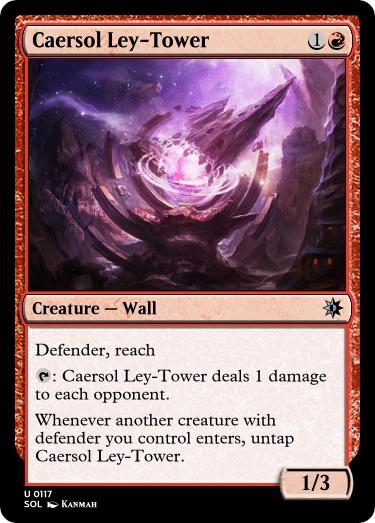 Caersol Ley-Tower 1
Creature — Wall
Defender, reach
: Caersol Ley-Tower deals 1 damage
to each opponent.
Whenever another creature with
defender you control enters, untap
Caersol Ley-Tower.
1/3
U 0117
SOL Kanmah